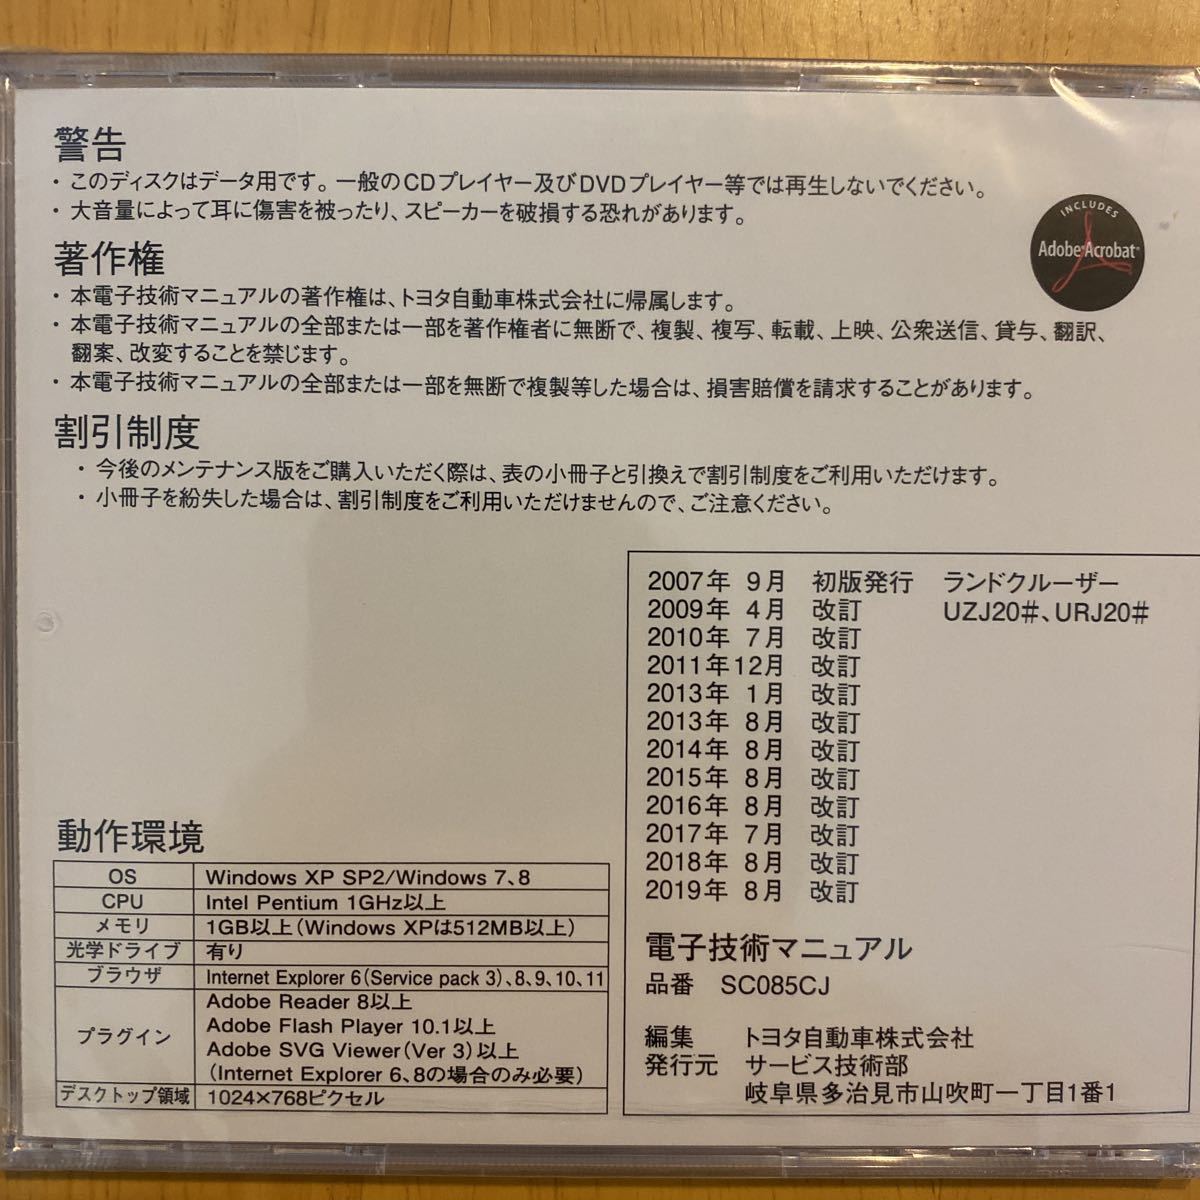 警告
・このディスクはデータ用です。一般のCDプレイヤー及びDVDプレイヤー等では再生しないでください。
・大音量によって耳に傷害を被ったり、スピーカーを破損する恐れがあります。
INCLUDES
Adobe Acrobat
著作権
・本電子技術マニュアルの著作権は、トヨタ自動車株式会社に帰属します。
・本電子技術マニュアルの全部または一部を著作権者に無断で、複製、複写、転載、上映、公衆送信、貸与、翻訳、
翻案、改変することを禁じます。
・本電子技術マニュアルの全部または一部を無断で複製等した場合は、損害賠償を請求することがあります。
割引制度
・今後のメンテナンス版をご購入いただく際は、表の小冊子と引換えで割引制度をご利用いただけます。
・小冊子を紛失した場合は、割引制度をご利用いただけませんので、ご注意ください。
動作環境
OS Windows XP SP2/Windows 7、8
CPU Intel Pentium 1GHz以上
メモリ 1GB以上(Windows XPは512MB以上)
光学ドライブ 有り
ブラウザ Internet Explorer 6(Service pack 3)、8、9、10、11
プラグイン Adobe Reader 8以上
Adobe Flash Player 10.1以上
Adobe SVG Viewer(Ver 3)以上
(Internet Explorer 6、8の場合のみ必要)
デスクトップ領域 1024×768ピクセル
2007年 9月 初版発行 ランドクルーザー
2009年 4月 改訂 UZJ20#、URJ20#
2010年 7月 改訂
2011年12月 改訂
2013年 1月 改訂
2013年 8月 改訂
2014年 8月 改訂
2015年 8月 改訂
2016年 8月 改訂
2017年 7月 改訂
2018年 8月 改訂
2019年 8月 改訂
電子技術マニュアル
品番 SC085CJ
編集 トヨタ自動車株式会社
発行元 サービス技術部
岐阜県多治見市山吹町一丁目1番1